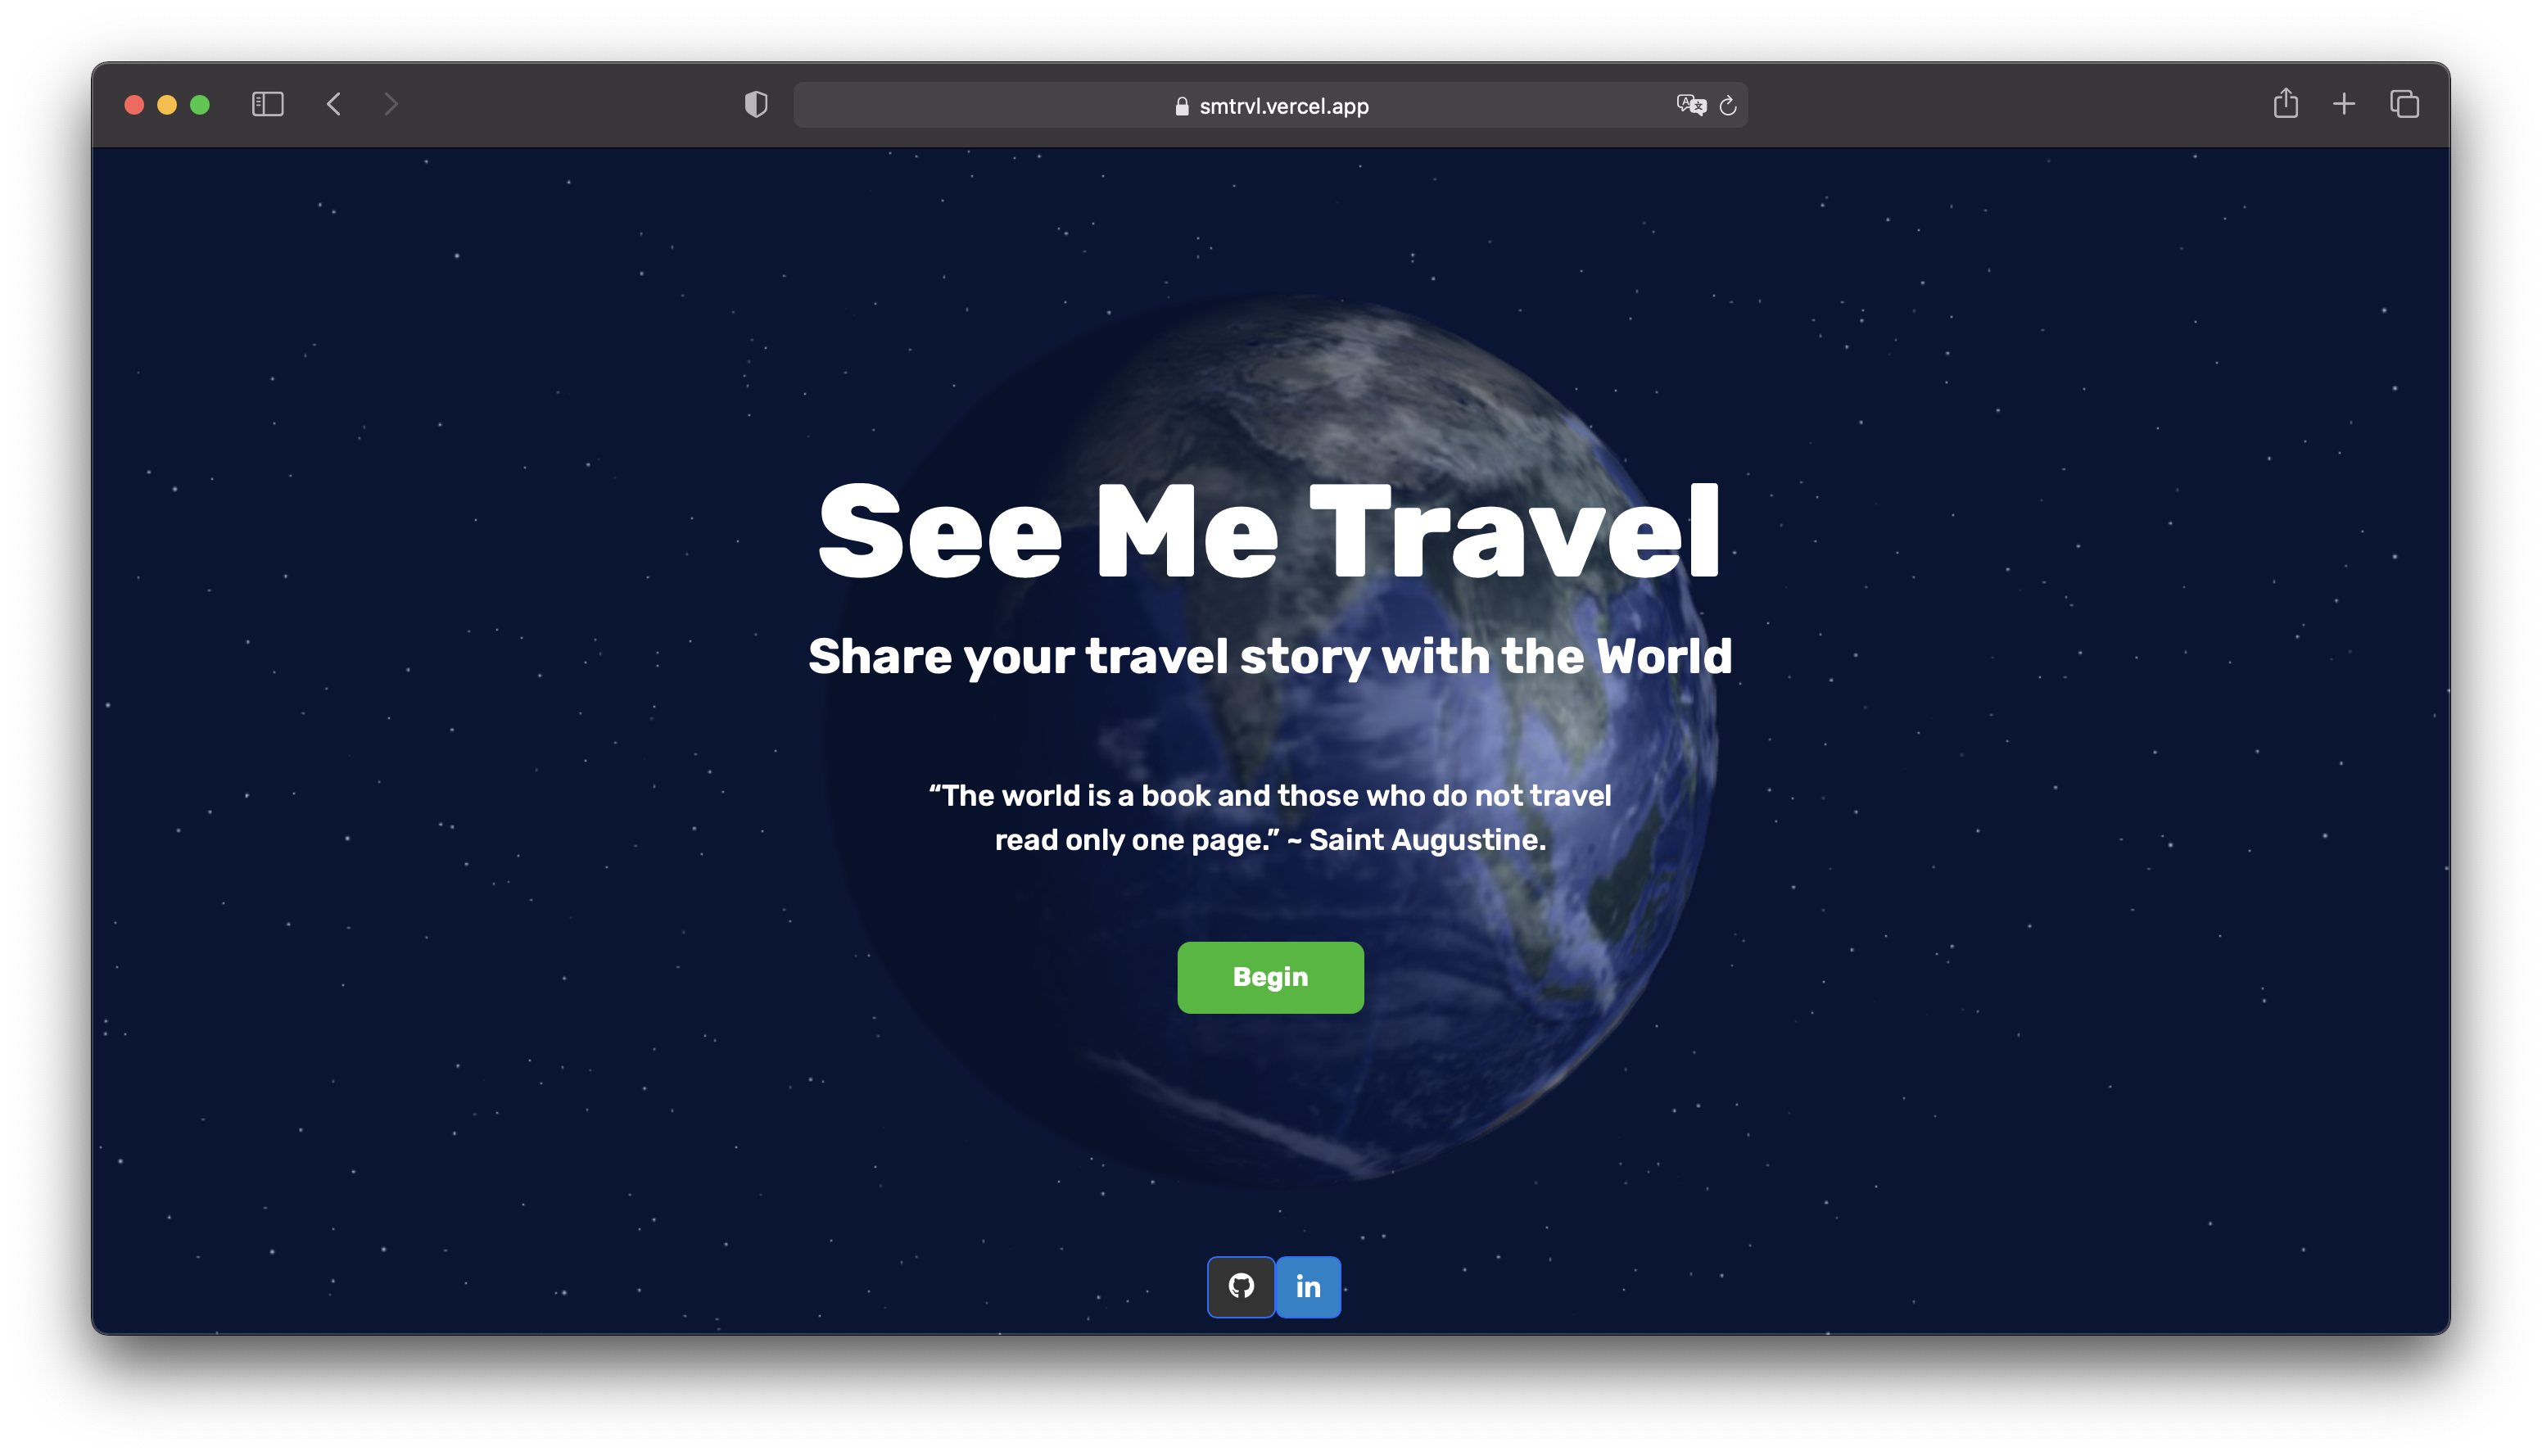 smtrvl.vercel.app
See Me Travel
Share your travel story with the World
“The world is a book and those who do not travel
read only one page.” ~ Saint Augustine.
Begin
in